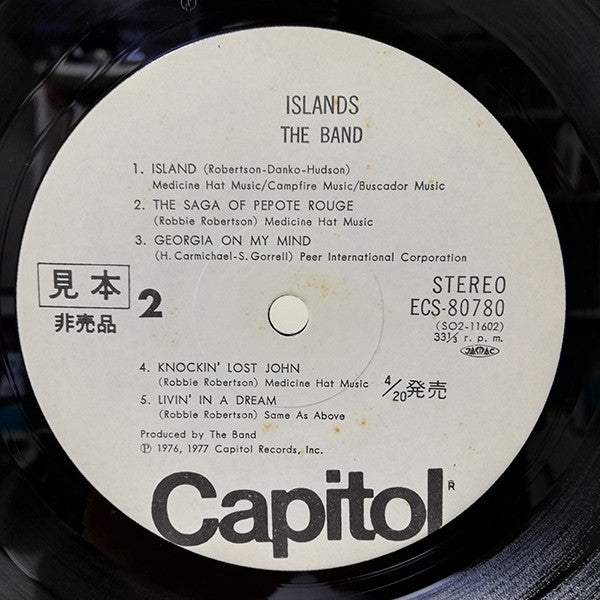 ISLANDS
THE BAND
1. ISLAND (Robertson-Danko-Hudson)
Medicine Hat Music/Campfire Music/Buscador Music
2. THE SAGA OF PEPOTE ROUGE
(Robbie Robertson) Medicine Hat Music
3. GEORGIA ON MY MIND
(H. Carmichael-S. Gorrell) Peer International Corporation
見本
非売品
2
STEREO
ECS-80780
(SO2-11602)
33⅓ r. p. m.
JASRAC
4. KNOCKIN' LOST JOHN
(Robbie Robertson) Medicine Hat Music
4/20発売
5. LIVIN' IN A DREAM
(Robbie Robertson) Same As Above
Produced by The Band
℗ 1976, 1977 Capitol Records, Inc.
Capitol R